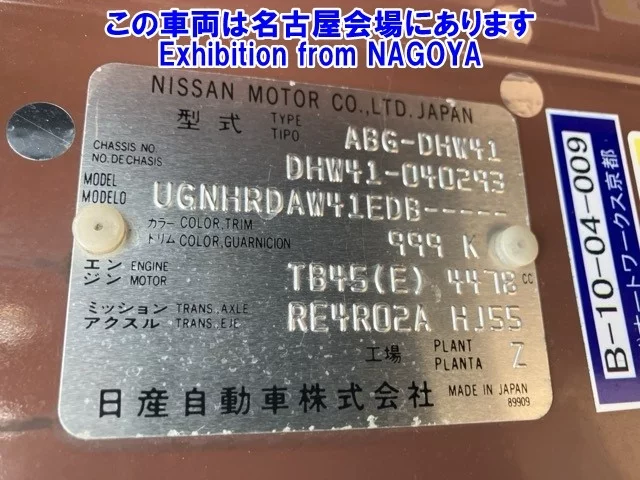 この車両は名古屋会場にあります
Exhibition from NAGOYA
NISSAN MOTOR CO.,LTD. JAPAN
型式 TYPE TIPO ABG-DHW41
CHASSIS NO. NO. DE CHASIS DHW41-040293
MODEL MODELO UGNHRDAW41EDB-----
カラー トリム COLOR, TRIM COLOR, GUARNICION 999 K
エンジン ENGINE MOTOR TB45(E) 4478 cc
ミッション アクスル TRANS., AXLE TRANS., EJE RE4R02A HJ55
工場 PLANT PLANTA Z
日産自動車株式会社
MADE IN JAPAN
89909
B-10-04-009
ートワークス京都